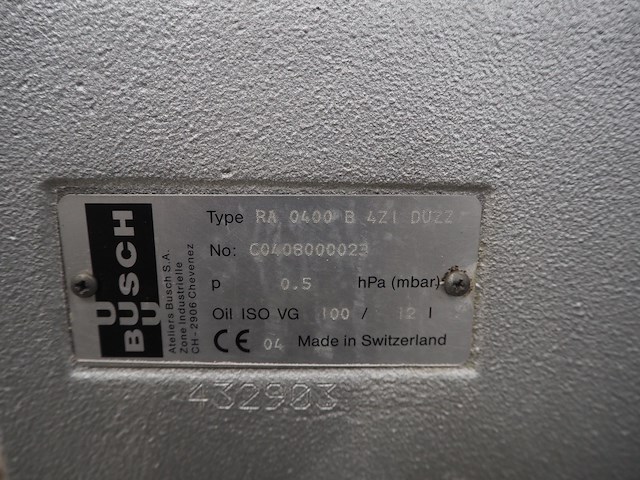 BUSCH
Ateliers Busch S.A.
Zone Industrielle
CH - 2906 Chevenez
Type RA 0400 B 4Z1 DUZZ
No: C0408000023
p 0.5 hPa (mbar)
Oil ISO VG 100 / 12 l
CE 04 Made in Switzerland
432903